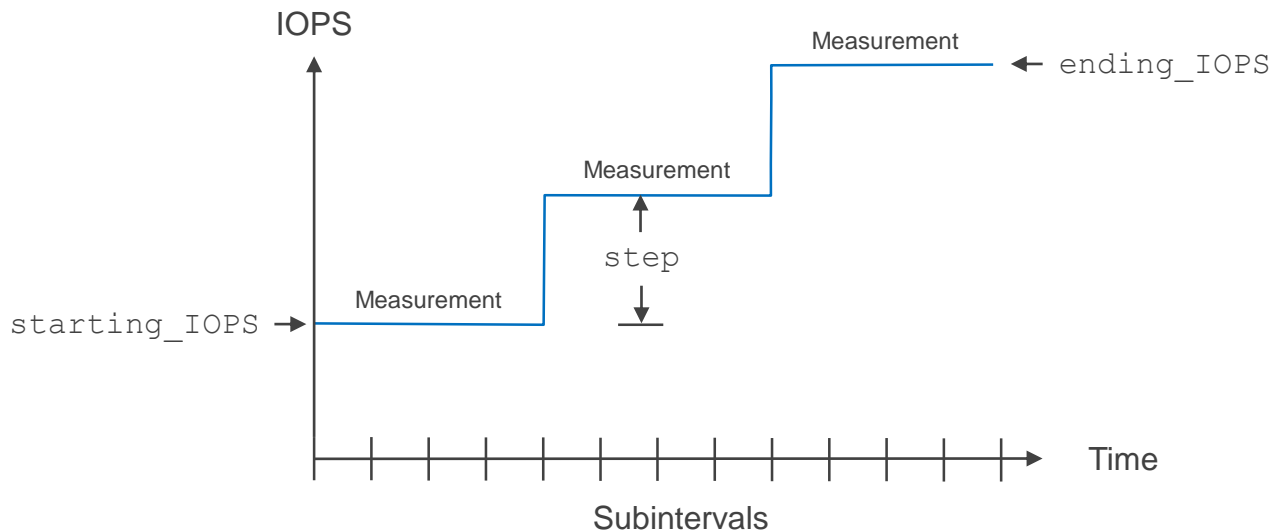 IOPS
Measurement
ending_IOPS
Measurement
step
Measurement
starting_IOPS
Time
Subintervals